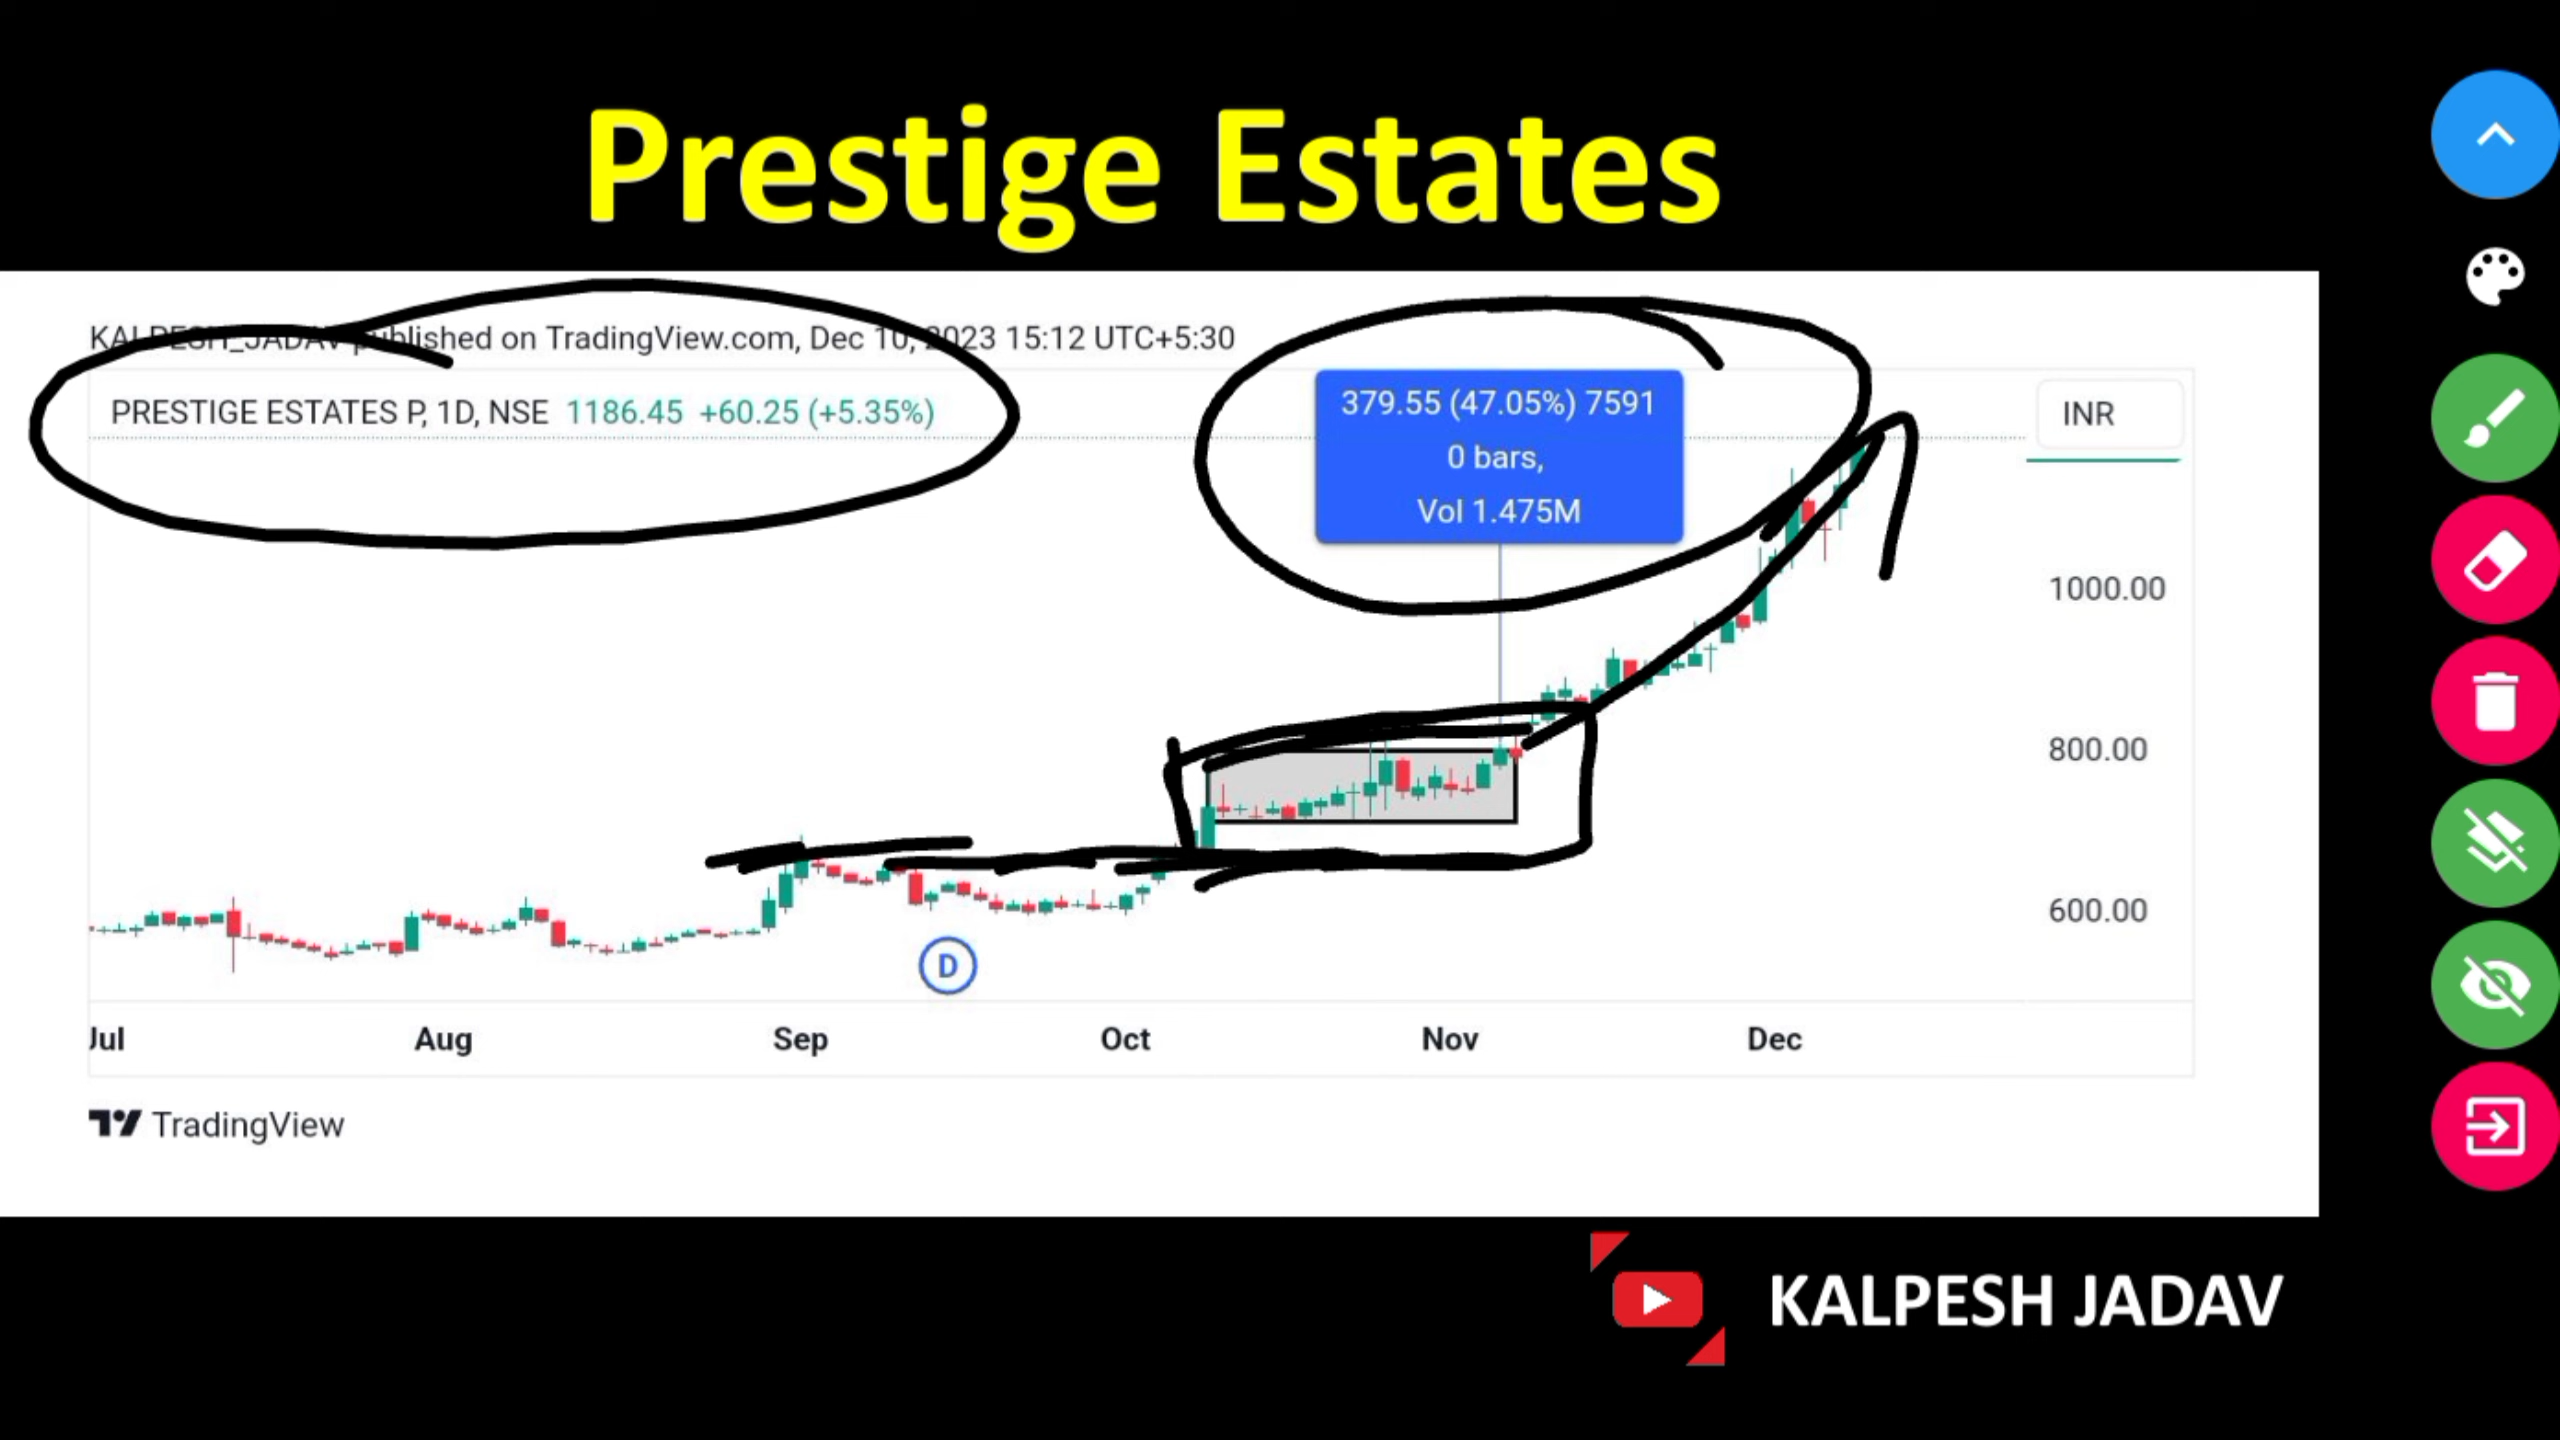 Prestige Estates
KALPESH_JADAV published on TradingView.com, Dec 10, 2023 15:12 UTC+5:30
PRESTIGE ESTATES P, 1D, NSE 1186.45 +60.25 (+5.35%)
379.55 (47.05%) 7591
0 bars,
Vol 1.475M
INR
1000.00
800.00
600.00
D
Jul Aug Sep Oct Nov Dec
TradingView
KALPESH JADAV